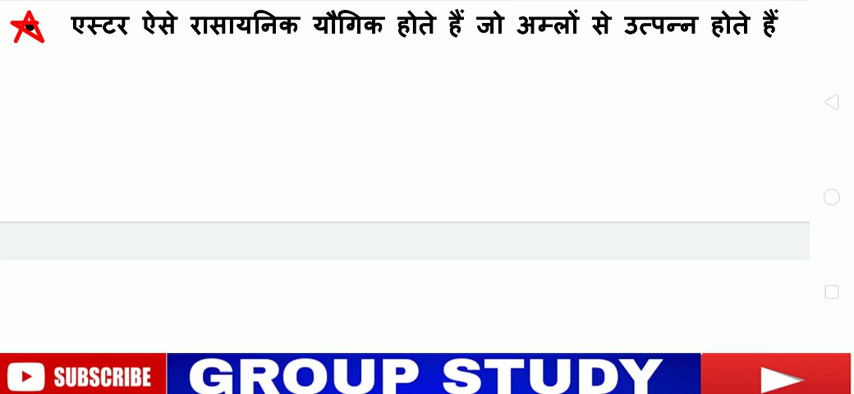 एस्टर ऐसे रासायनिक यौगिक होते हैं जो अम्लों से उत्पन्न होते हैं
SUBSCRIBE GROUP STUDY